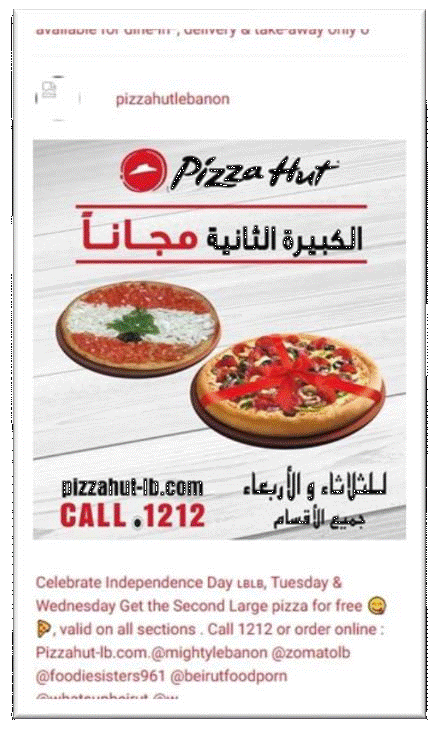 available for dine-in , delivery & take-away only o
pizzahutlebanon
Pizza Hut
الكبيرة الثانية مجاناً
pizzahut-lb.com
CALL .1212
للثلاثاء و الأربعاء
جميع الأقسام
Celebrate Independence Day LBLB, Tuesday &
Wednesday Get the Second Large pizza for free 😋
🍕, valid on all sections . Call 1212 or order online :
Pizzahut-lb.com.@mightylebanon @zomatolb
@foodiesisters961 @beirutfoodporn
@whatsupbeirut @w